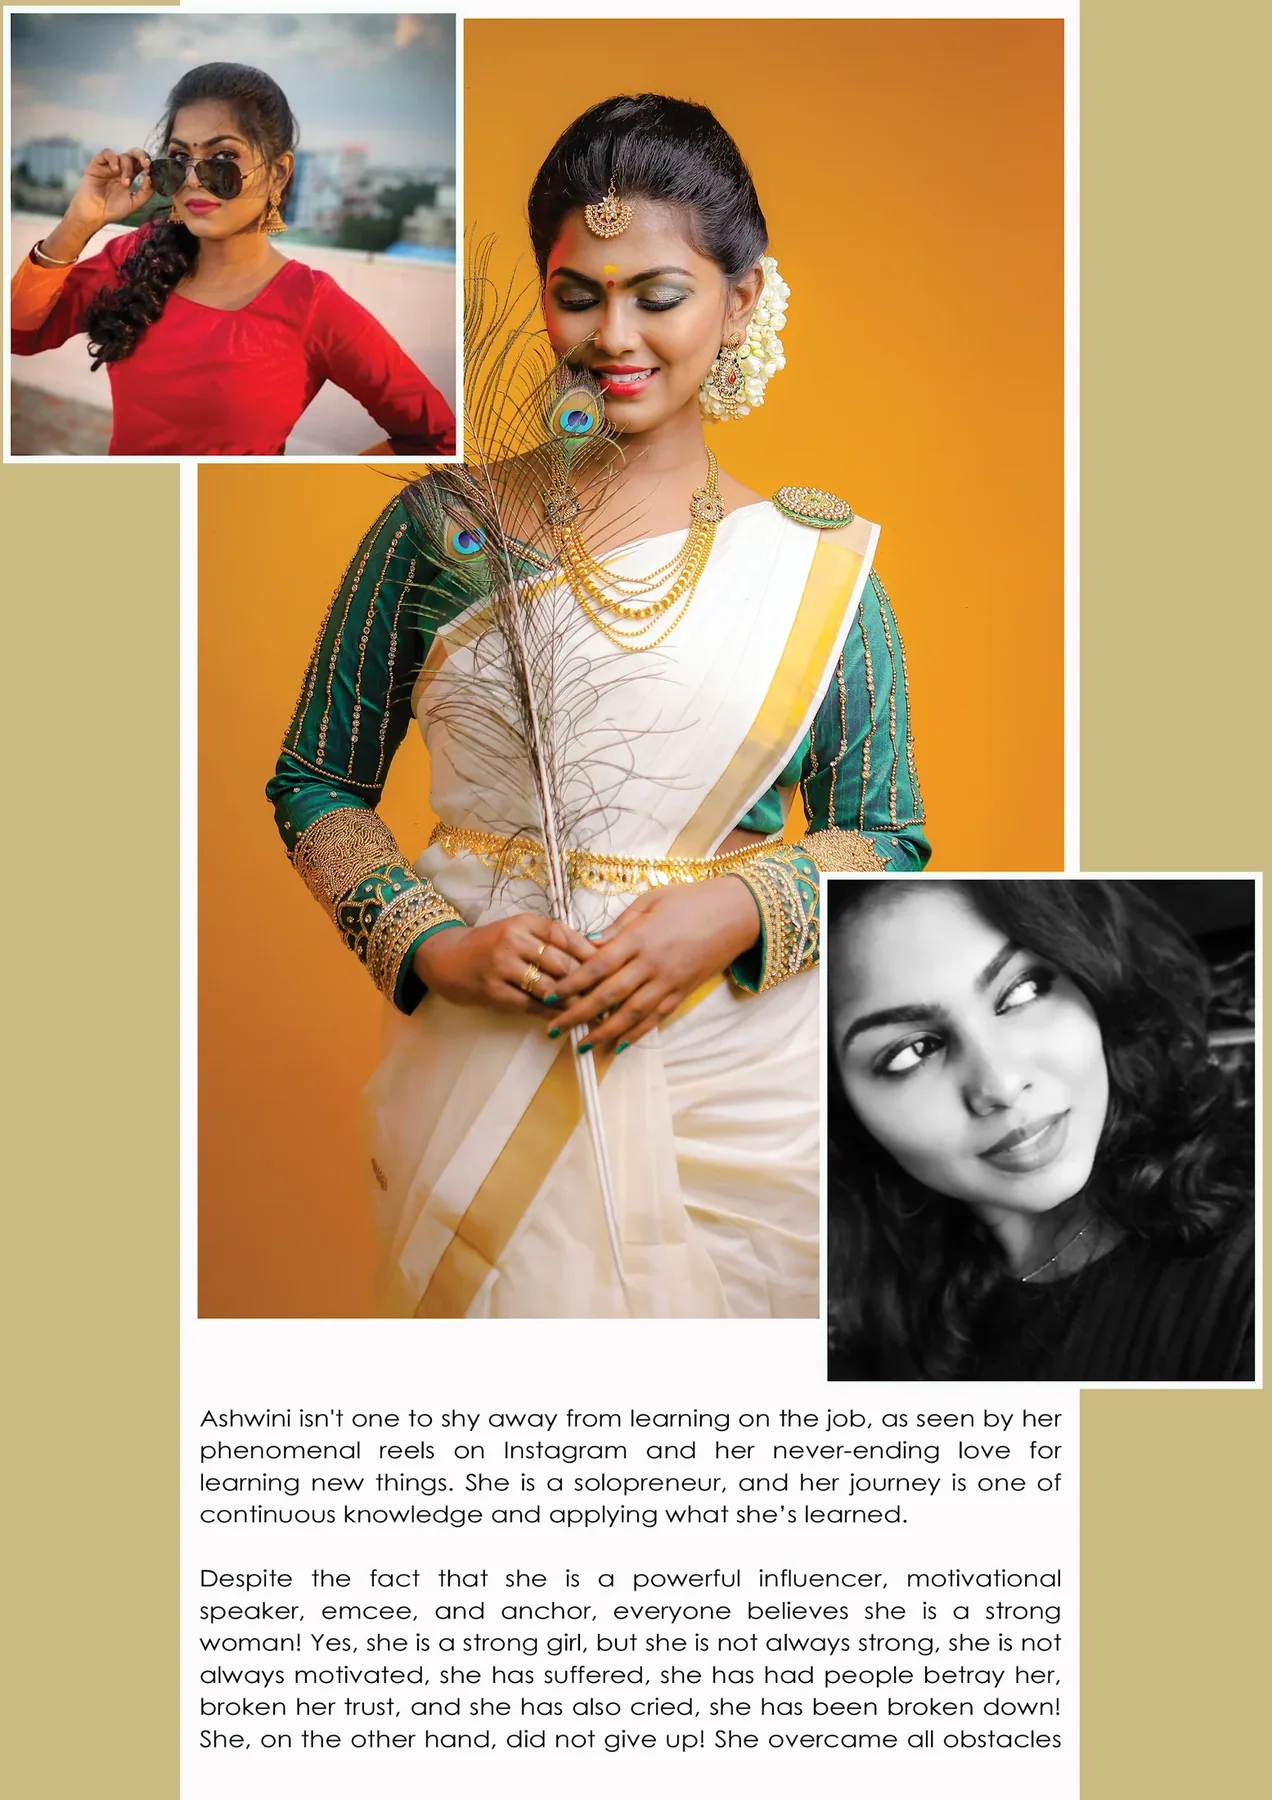 Ashwini isn't one to shy away from learning on the job, as seen by her
phenomenal reels on Instagram and her never-ending love for
learning new things. She is a solopreneur, and her journey is one of
continuous knowledge and applying what she’s learned.
Despite the fact that she is a powerful influencer, motivational
speaker, emcee, and anchor, everyone believes she is a strong
woman! Yes, she is a strong girl, but she is not always strong, she is not
always motivated, she has suffered, she has had people betray her,
broken her trust, and she has also cried, she has been broken down!
She, on the other hand, did not give up! She overcame all obstacles